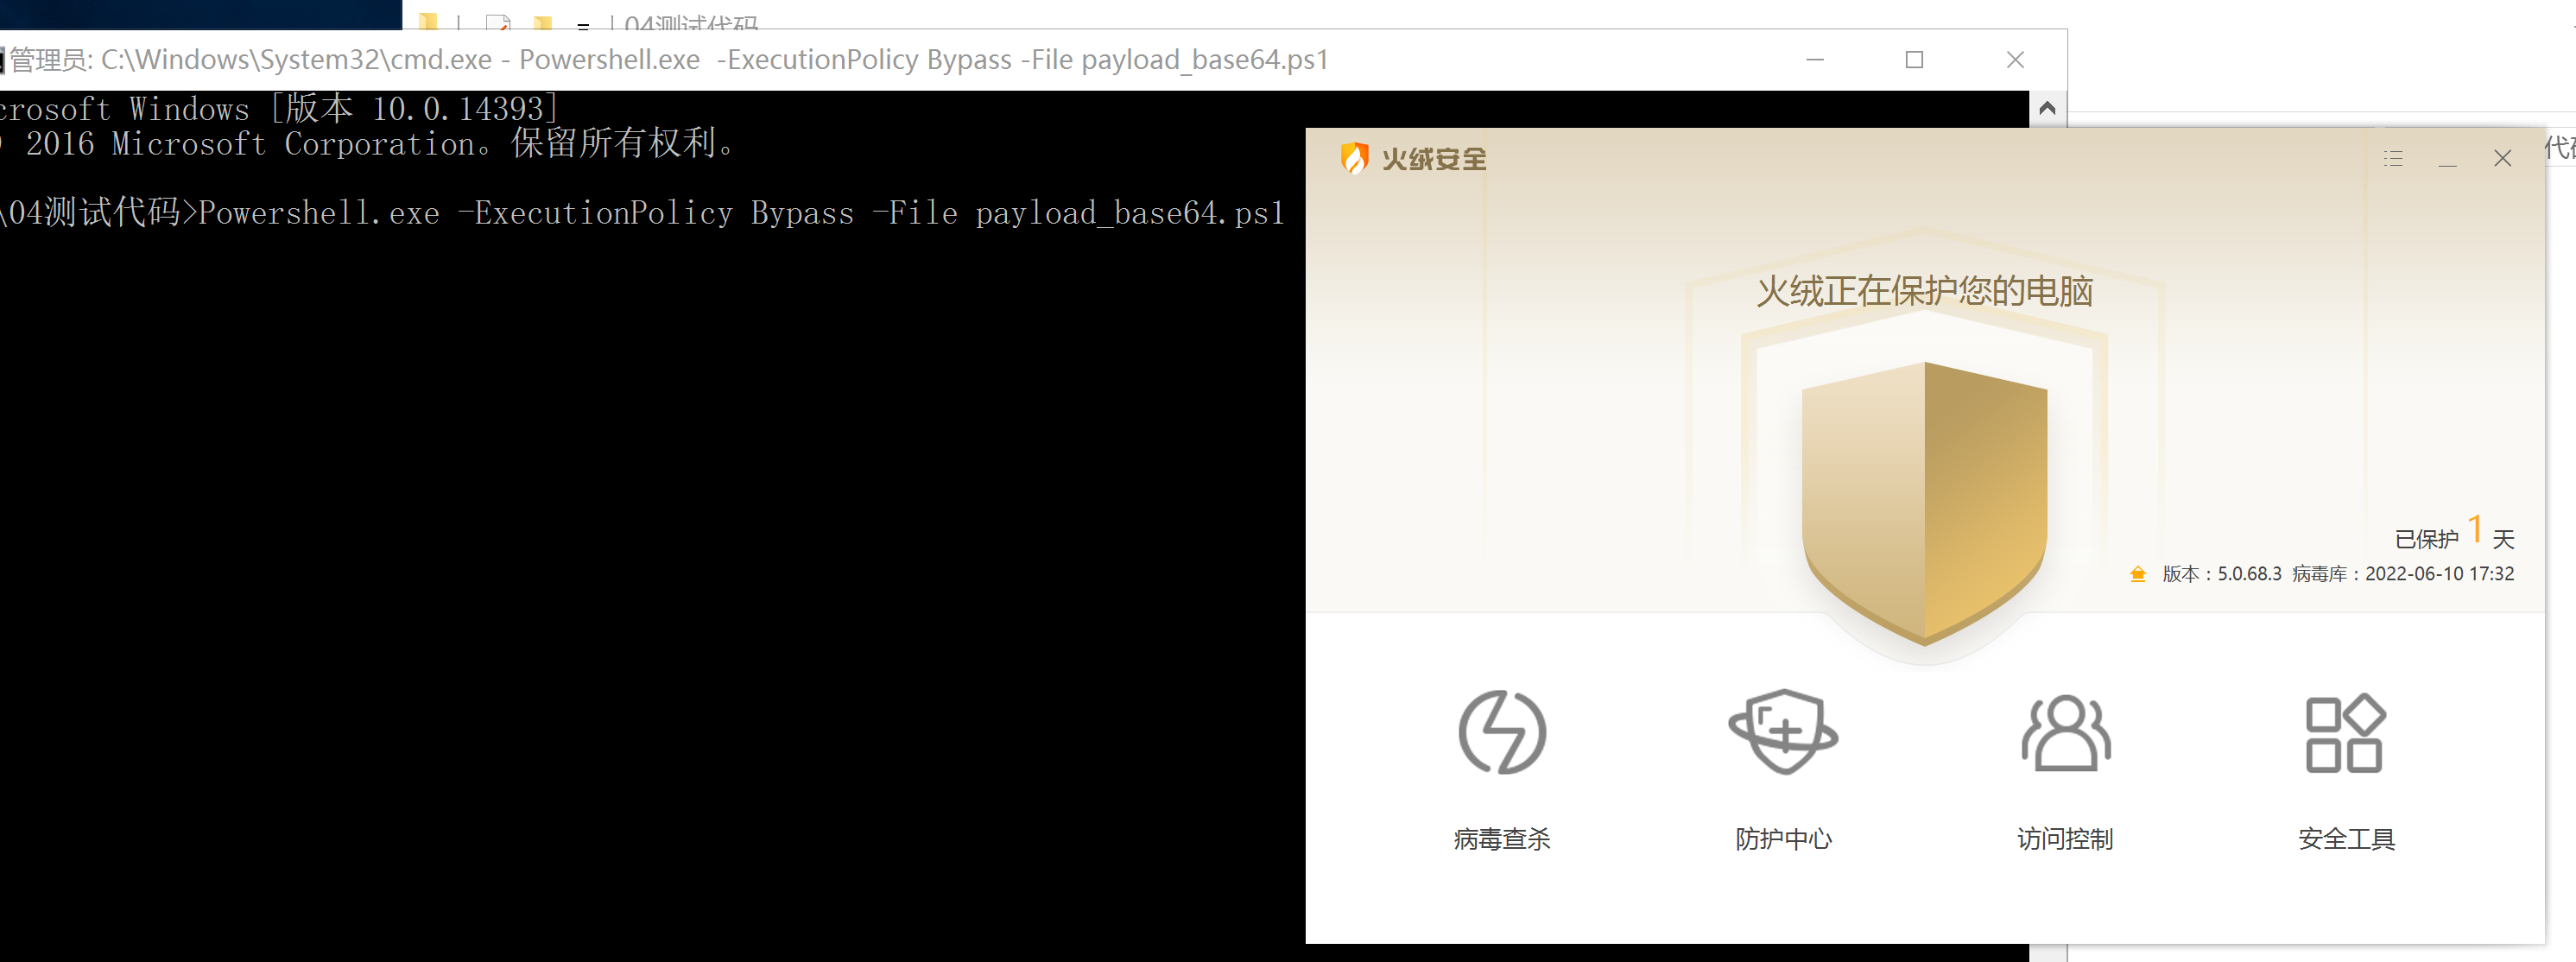 04测试代码
管理员: C:\Windows\System32\cmd.exe - Powershell.exe  -ExecutionPolicy Bypass -File payload_base64.ps1
crosoft Windows [版本 10.0.14393]
2016 Microsoft Corporation。保留所有权利。
\04测试代码>Powershell.exe -ExecutionPolicy Bypass -File payload_base64.ps1
火绒安全
火绒正在保护您的电脑
已保护 1 天
版本：5.0.68.3 病毒库：2022-06-10 17:32
病毒查杀
防护中心
访问控制
安全工具